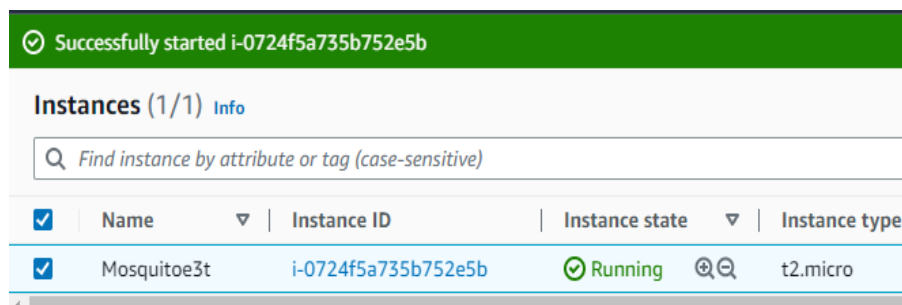 Successfully started i-0724f5a735b752e5b
Instances (1/1) Info
Find instance by attribute or tag (case-sensitive)
Name Instance ID Instance state Instance type
Mosquitoe3t i-0724f5a735b752e5b Running t2.micro